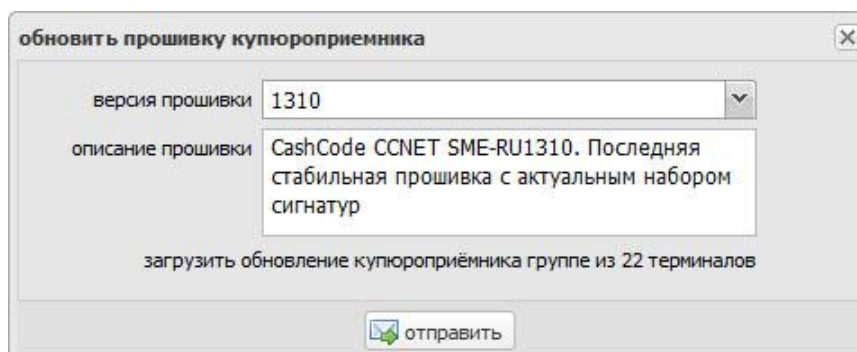 обновить прошивку купюроприемника
версия прошивки 1310
описание прошивки CashCode CCNET SME-RU1310. Последняя
стабильная прошивка с актуальным набором
сигнатур
загрузить обновление купюроприёмника группе из 22 терминалов
отправить